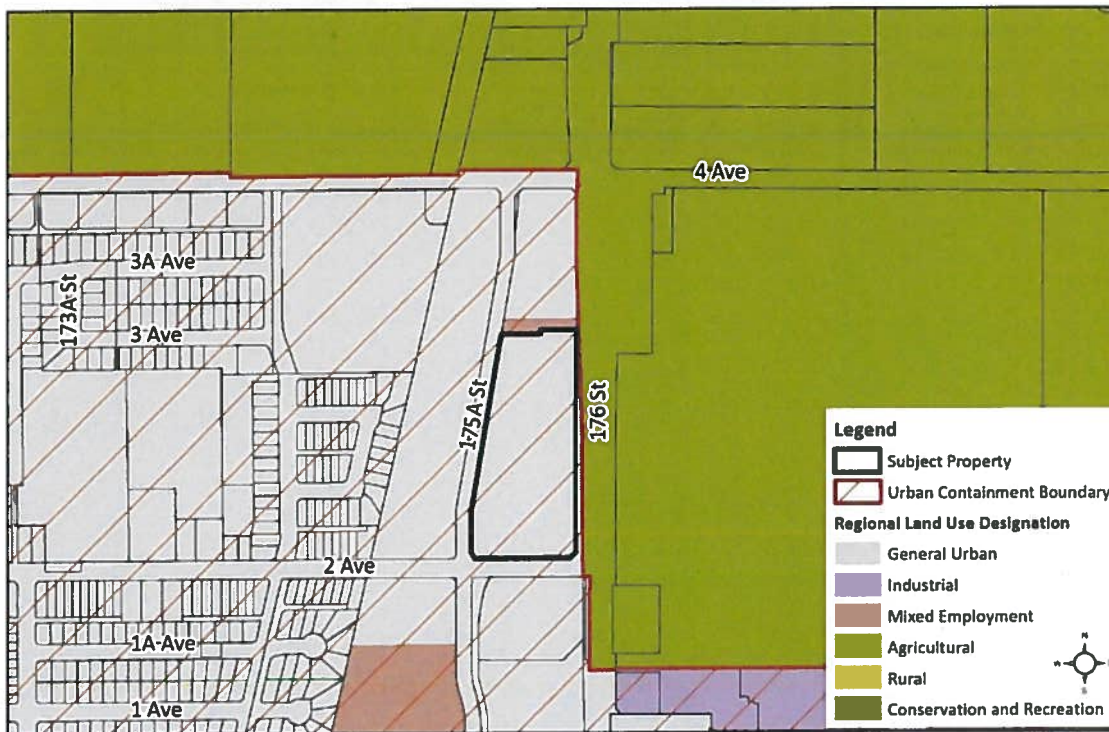 4 Ave
3A Ave
173A St
3 Ave
175A St
176 St
2 Ave
1A Ave
1 Ave
Legend
Subject Property
Urban Containment Boundary
Regional Land Use Designation
General Urban
Industrial
Mixed Employment
Agricultural
Rural
Conservation and Recreation
N
S